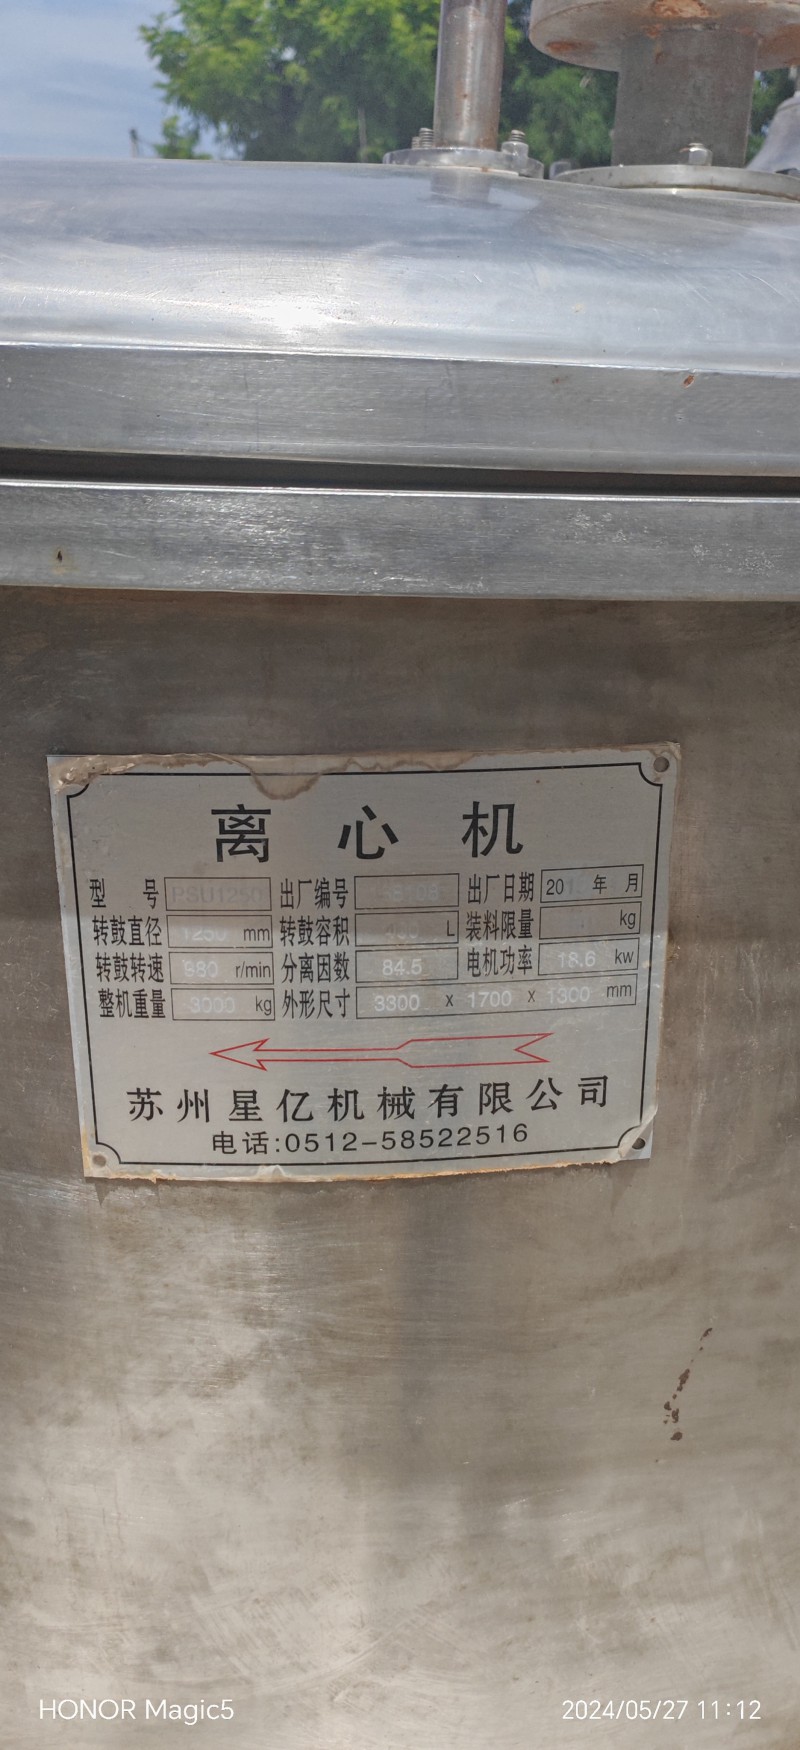 离心机
型号 PSU1250 出厂编号 出厂日期 201 年 月
转鼓直径 1250 mm 转鼓容积 L 装料限量 kg
转鼓转速 980 r/min 分离因数 84.5 电机功率 18.6 kw
整机重量 3000 kg 外形尺寸 3300 x 1700 x 1300 mm
苏州星亿机械有限公司
电话:0512-58522516
HONOR Magic5
2024/05/27 11:12